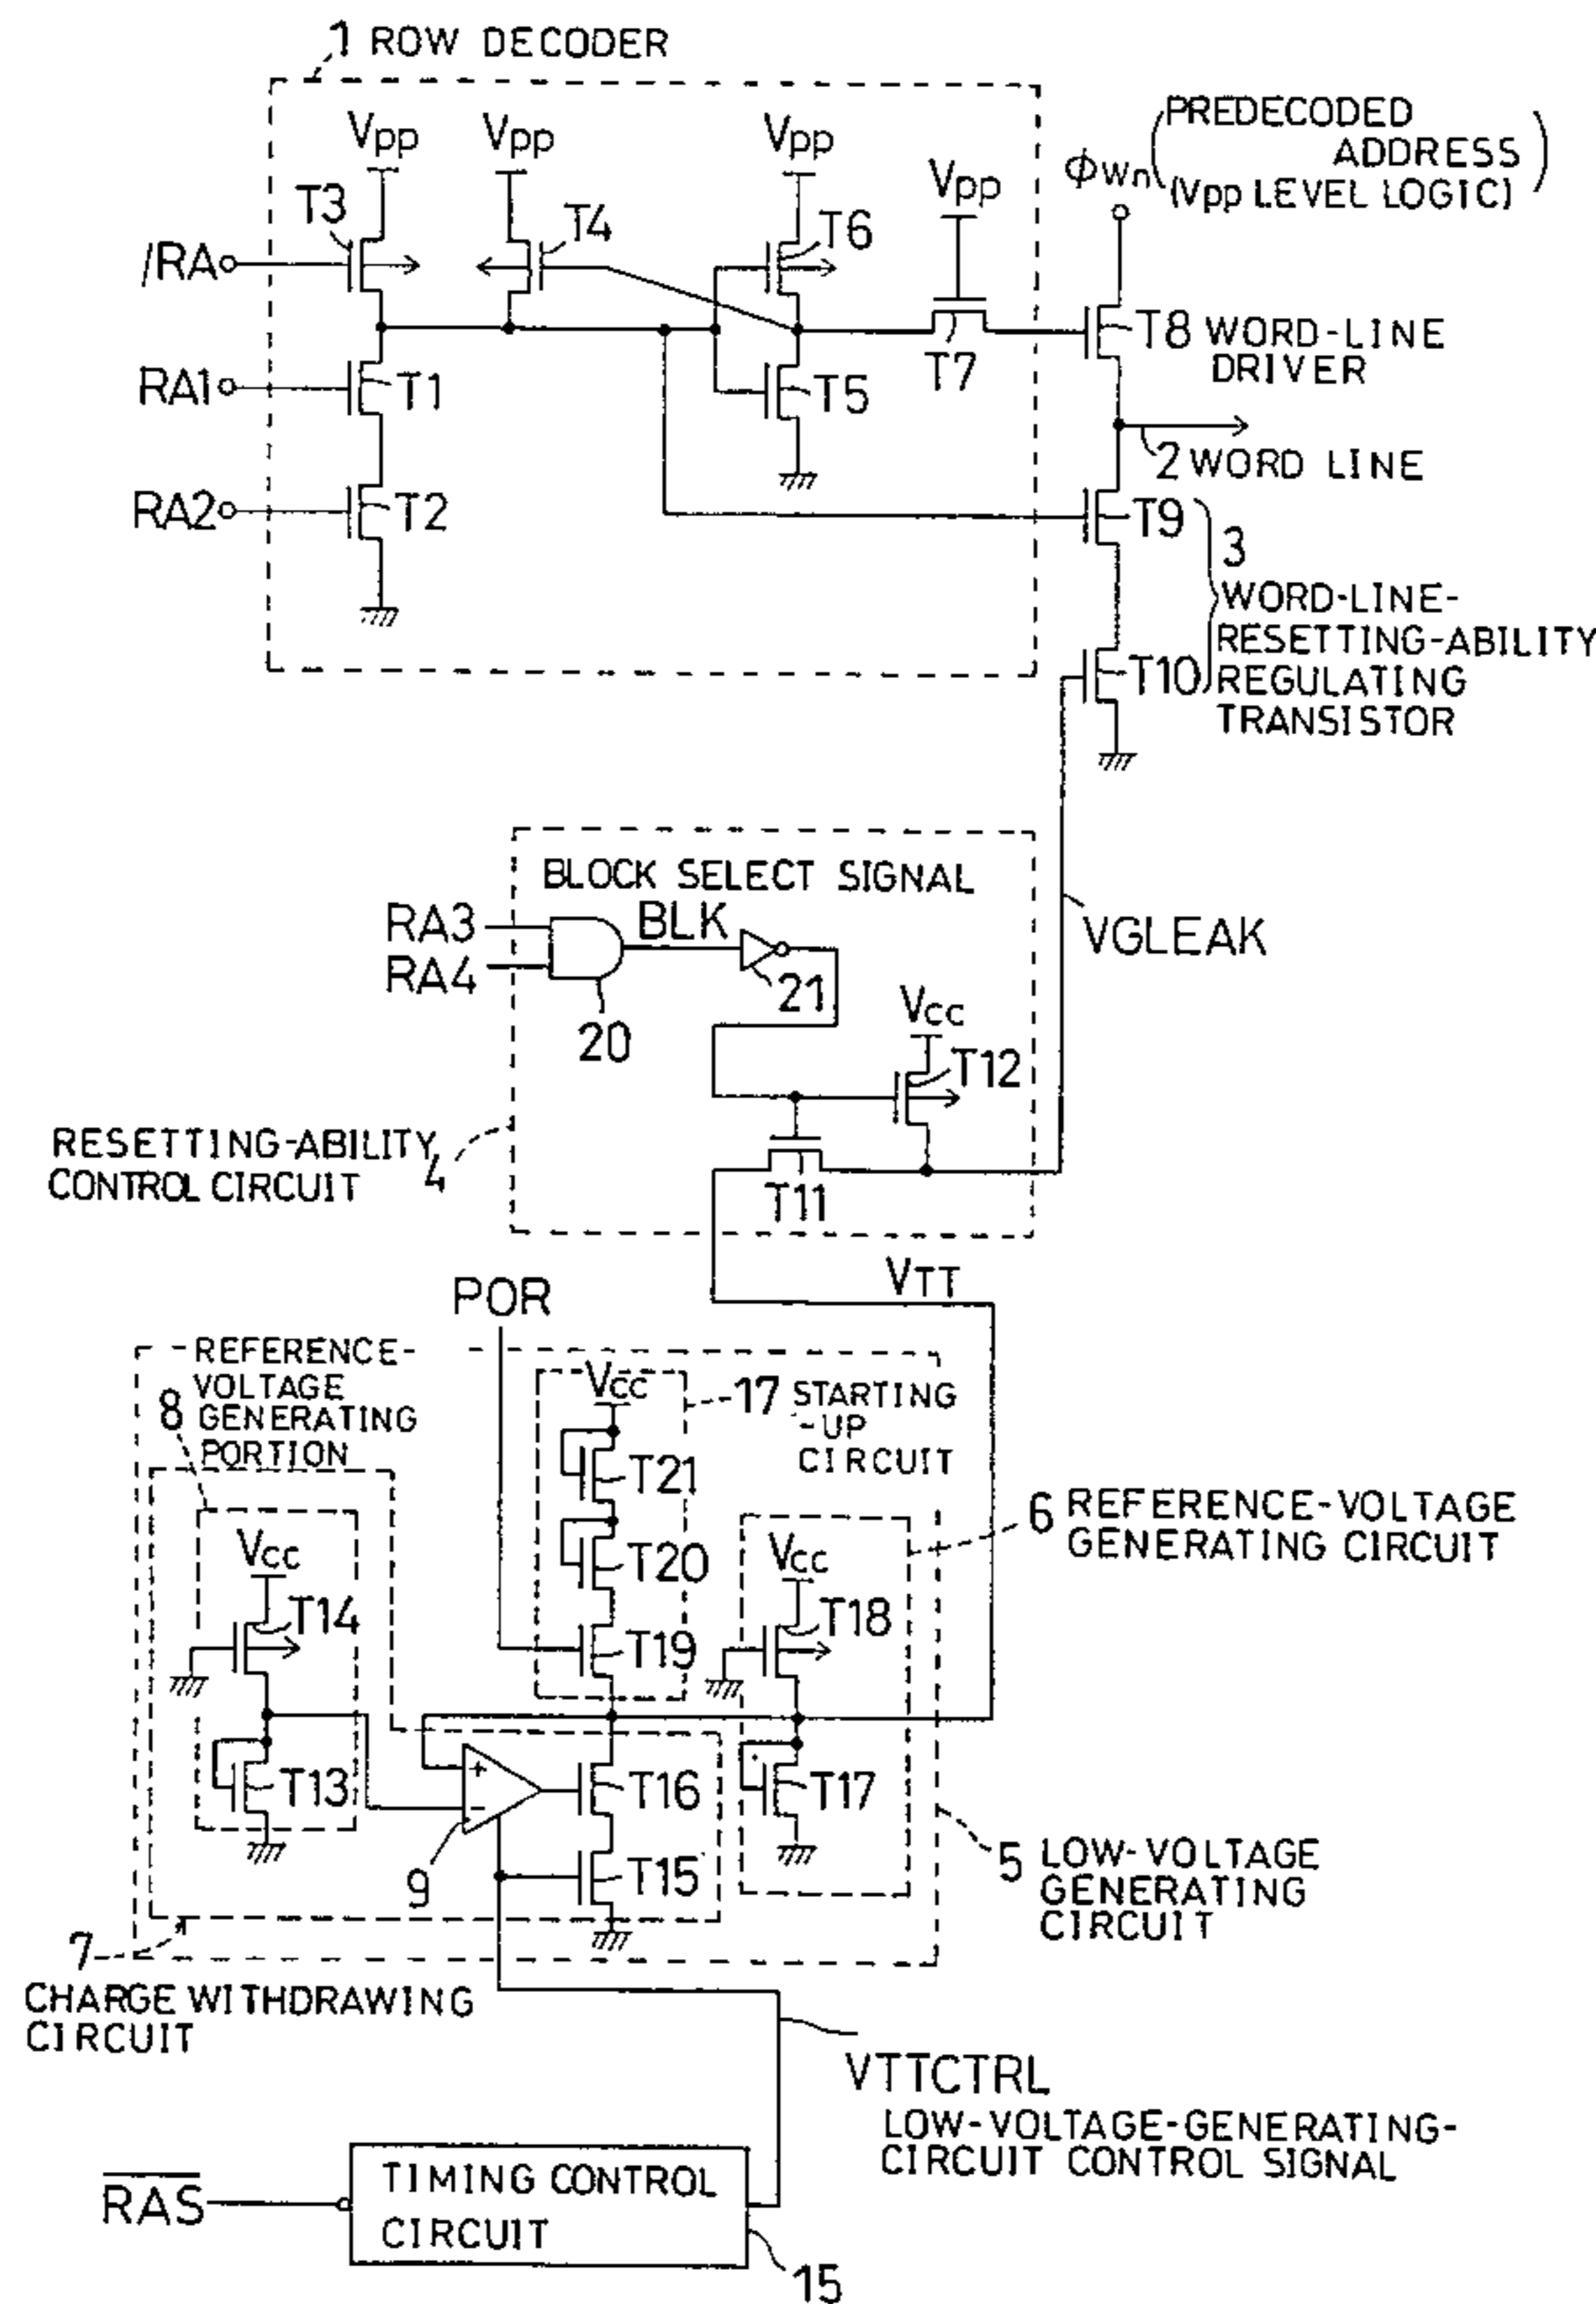 1 ROW DECODER
Vpp
Vpp
Vpp
Vpp
φWn
(PREDECODED
ADDRESS
(Vpp LEVEL LOGIC))
T3
T4
T6
/RA
T8 WORD-LINE
DRIVER
T7
RA1
T1
T5
2 WORD LINE
RA2
T2
T9
3
WORD-LINE-
RESETTING-ABILITY
REGULATING
TRANSISTOR
T10
BLOCK SELECT SIGNAL
RA3
BLK
VGLEAK
RA4
21
20
Vcc
T12
RESETTING-ABILITY
CONTROL CIRCUIT
4
T11
VTT
POR
REFERENCE-
VOLTAGE
GENERATING
PORTION
8
Vcc
17 STARTING
-UP
CIRCUIT
T21
6 REFERENCE-VOLTAGE
GENERATING CIRCUIT
Vcc
T20
Vcc
T14
T18
T19
T13
+
-
T16
T17
9
T15
5 LOW-VOLTAGE
GENERATING
CIRCUIT
7
CHARGE WITHDRAWING
CIRCUIT
VTTCTRL
LOW-VOLTAGE-GENERATING-
CIRCUIT CONTROL SIGNAL
RAS
TIMING CONTROL
CIRCUIT
15